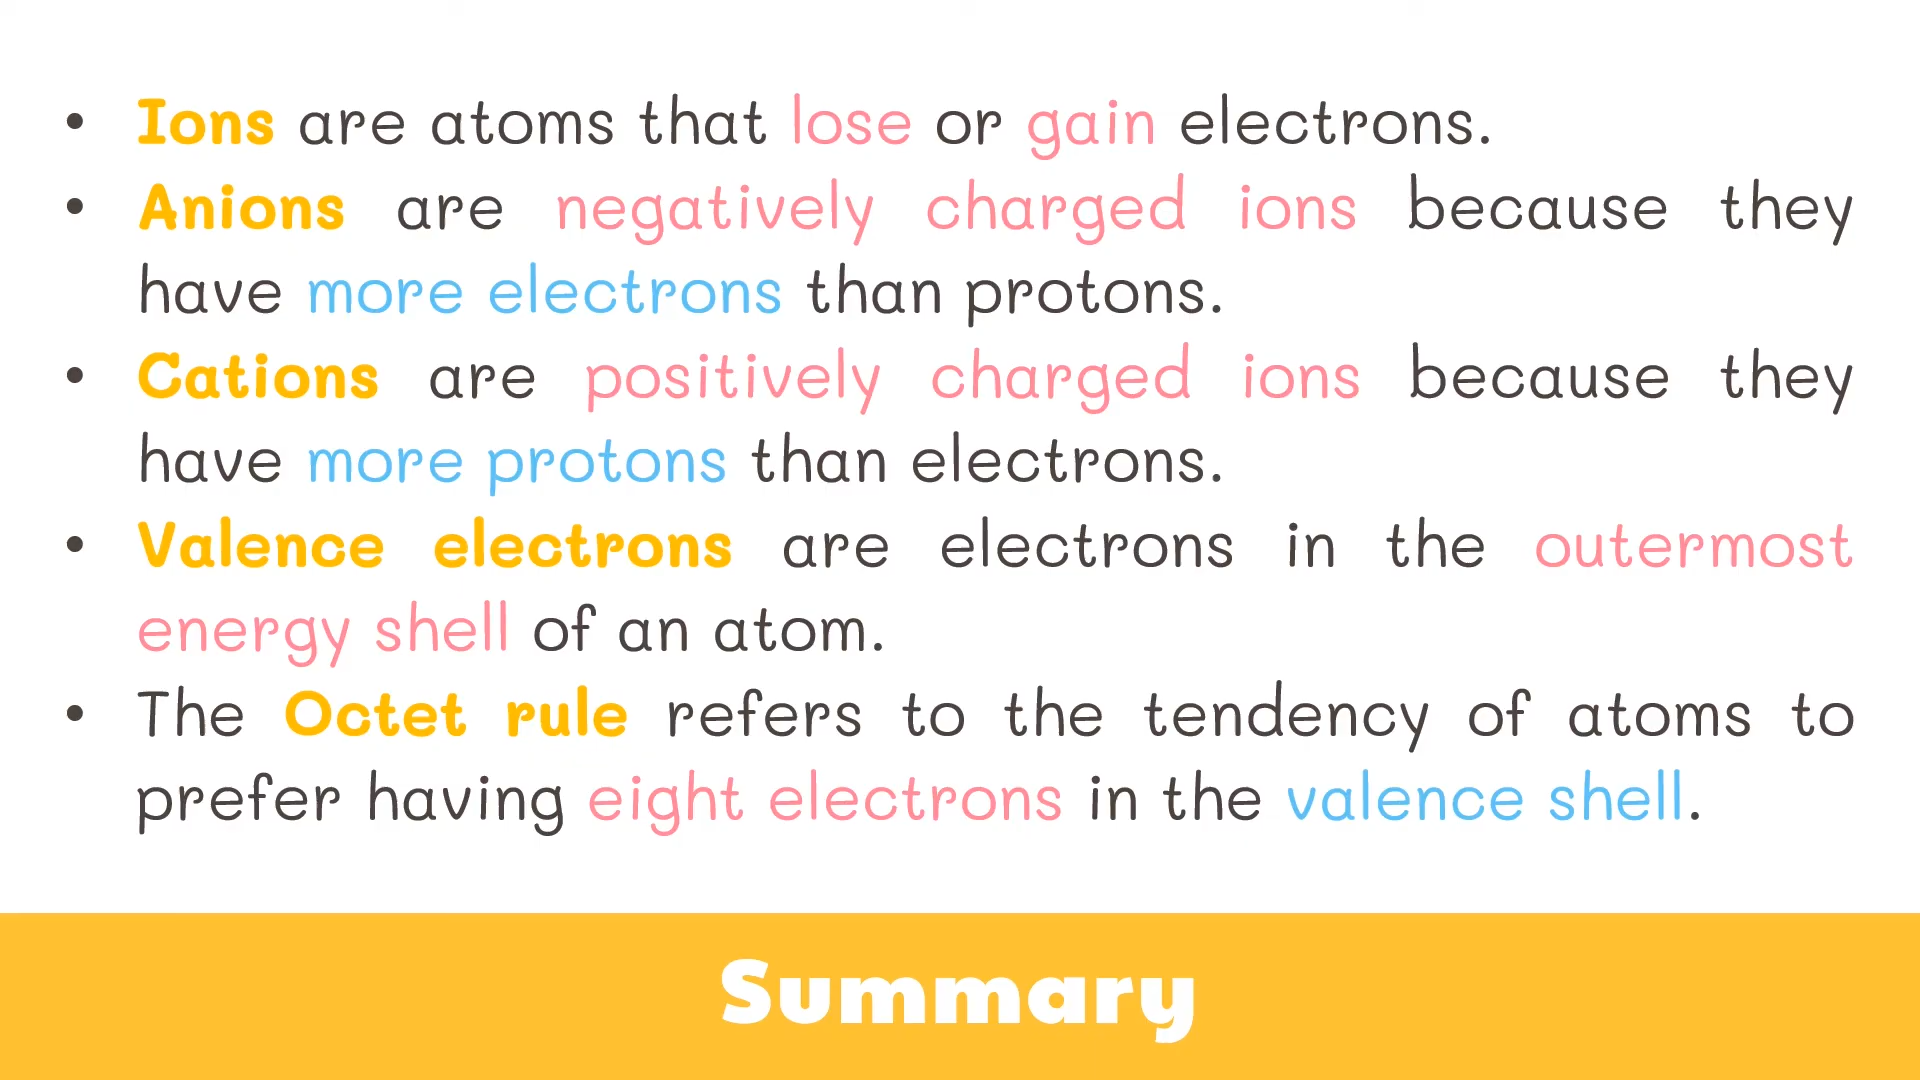 • Ions are atoms that lose or gain electrons.
• Anions are negatively charged ions because they
have more electrons than protons.
• Cations are positively charged ions because they
have more protons than electrons.
• Valence electrons are electrons in the outermost
energy shell of an atom.
• The Octet rule refers to the tendency of atoms to
prefer having eight electrons in the valence shell.
Summary